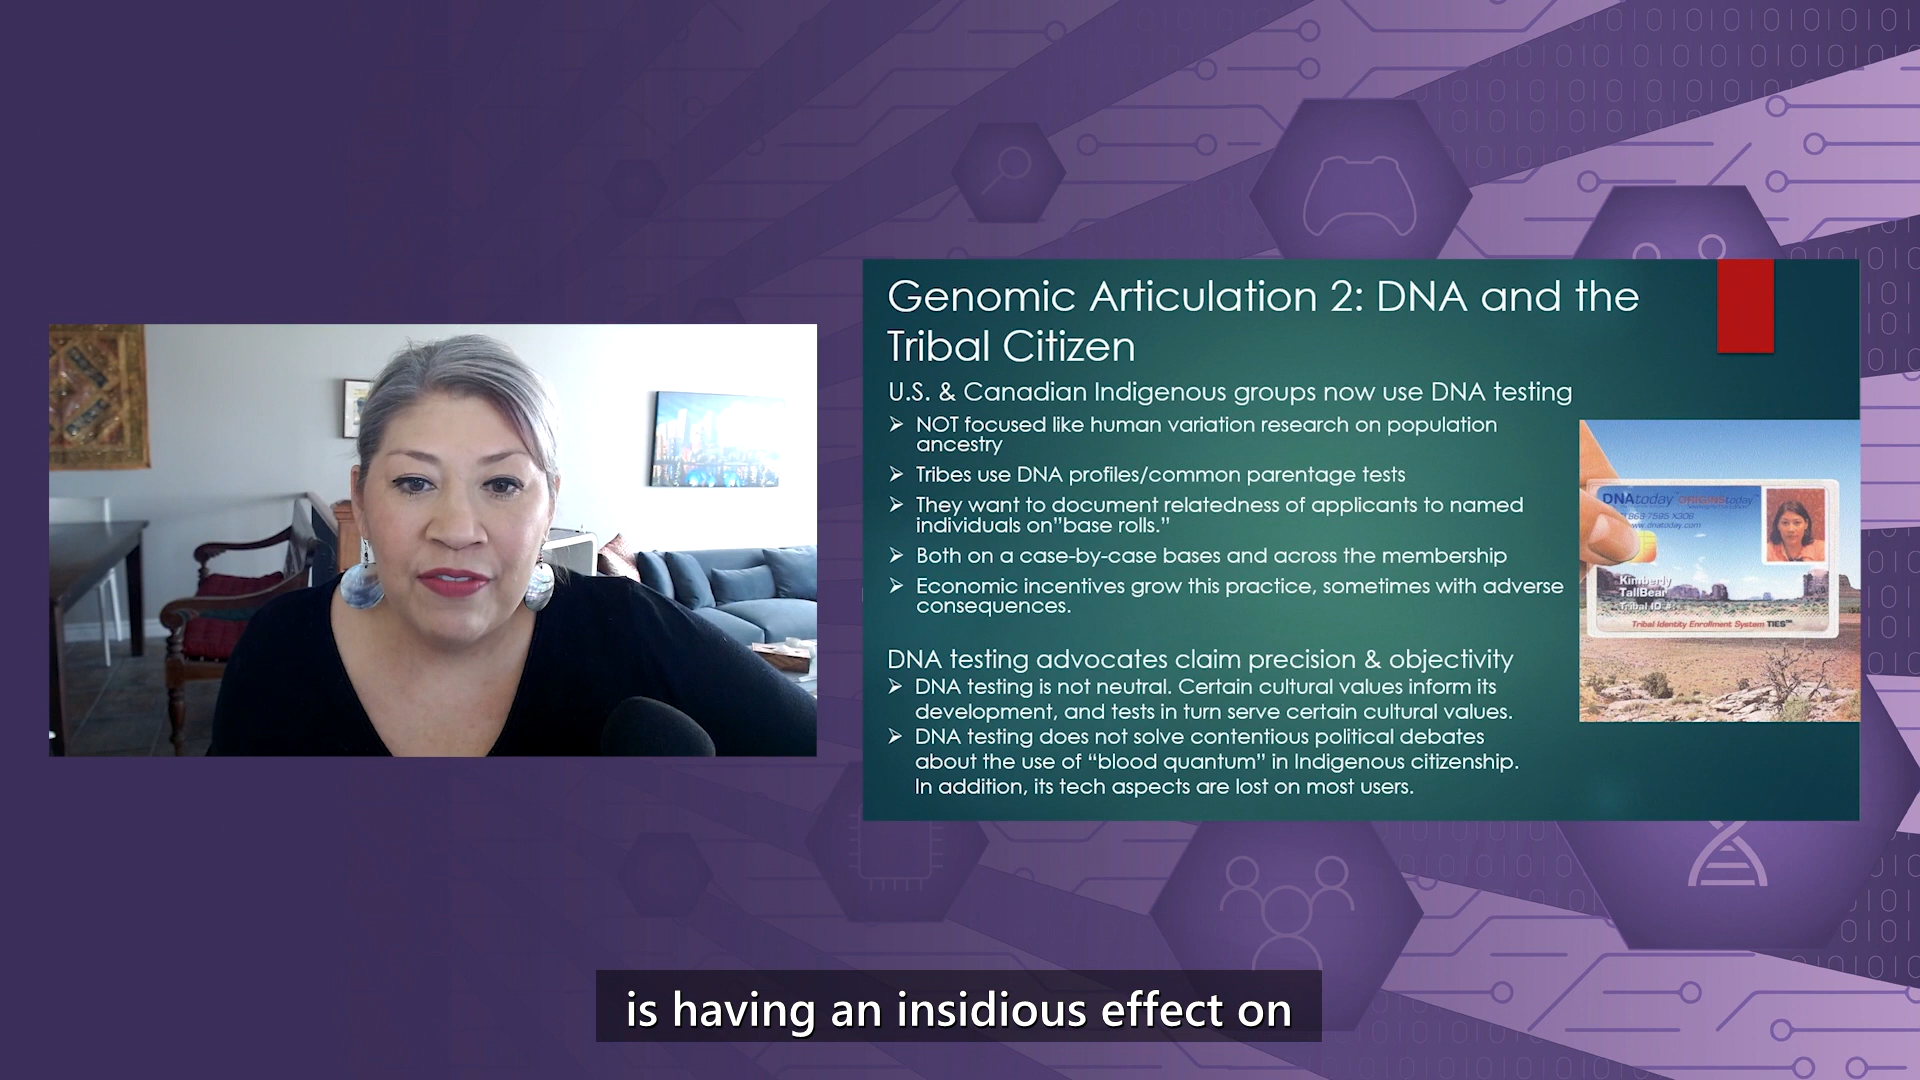 Genomic Articulation 2: DNA and the
Tribal Citizen
U.S. & Canadian Indigenous groups now use DNA testing
NOT focused like human variation research on population
ancestry
Tribes use DNA profiles/common parentage tests
They want to document relatedness of applicants to named
individuals on”base rolls.”
Both on a case-by-case bases and across the membership
Economic incentives grow this practice, sometimes with adverse
consequences.
DNA testing advocates claim precision & objectivity
DNA testing is not neutral. Certain cultural values inform its
development, and tests in turn serve certain cultural values.
DNA testing does not solve contentious political debates
about the use of “blood quantum” in Indigenous citizenship.
In addition, its tech aspects are lost on most users.
DNAtoday
www.dnatoday.com
Kimberly
TallBear
Tribal ID #
Tribal Identity Enrollment System TIES™
is having an insidious effect on